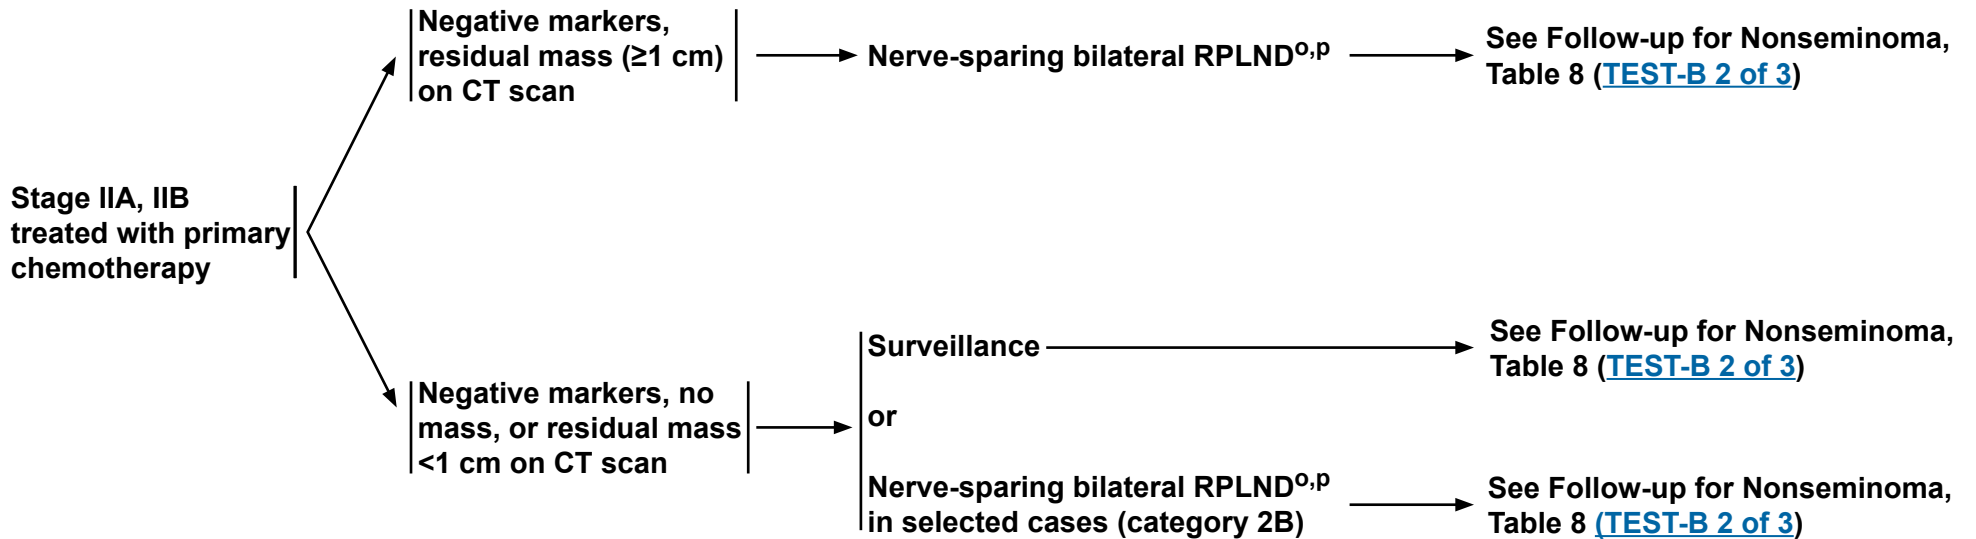 Stage IIA, IIB
treated with primary
chemotherapy
Negative markers,
residual mass (≥1 cm)
on CT scan
Nerve-sparing bilateral RPLNDo,p
See Follow-up for Nonseminoma,
Table 8 (TEST-B 2 of 3)
Negative markers, no
mass, or residual mass
<1 cm on CT scan
Surveillance
See Follow-up for Nonseminoma,
Table 8 (TEST-B 2 of 3)
or
Nerve-sparing bilateral RPLNDo,p
in selected cases (category 2B)
See Follow-up for Nonseminoma,
Table 8 (TEST-B 2 of 3)